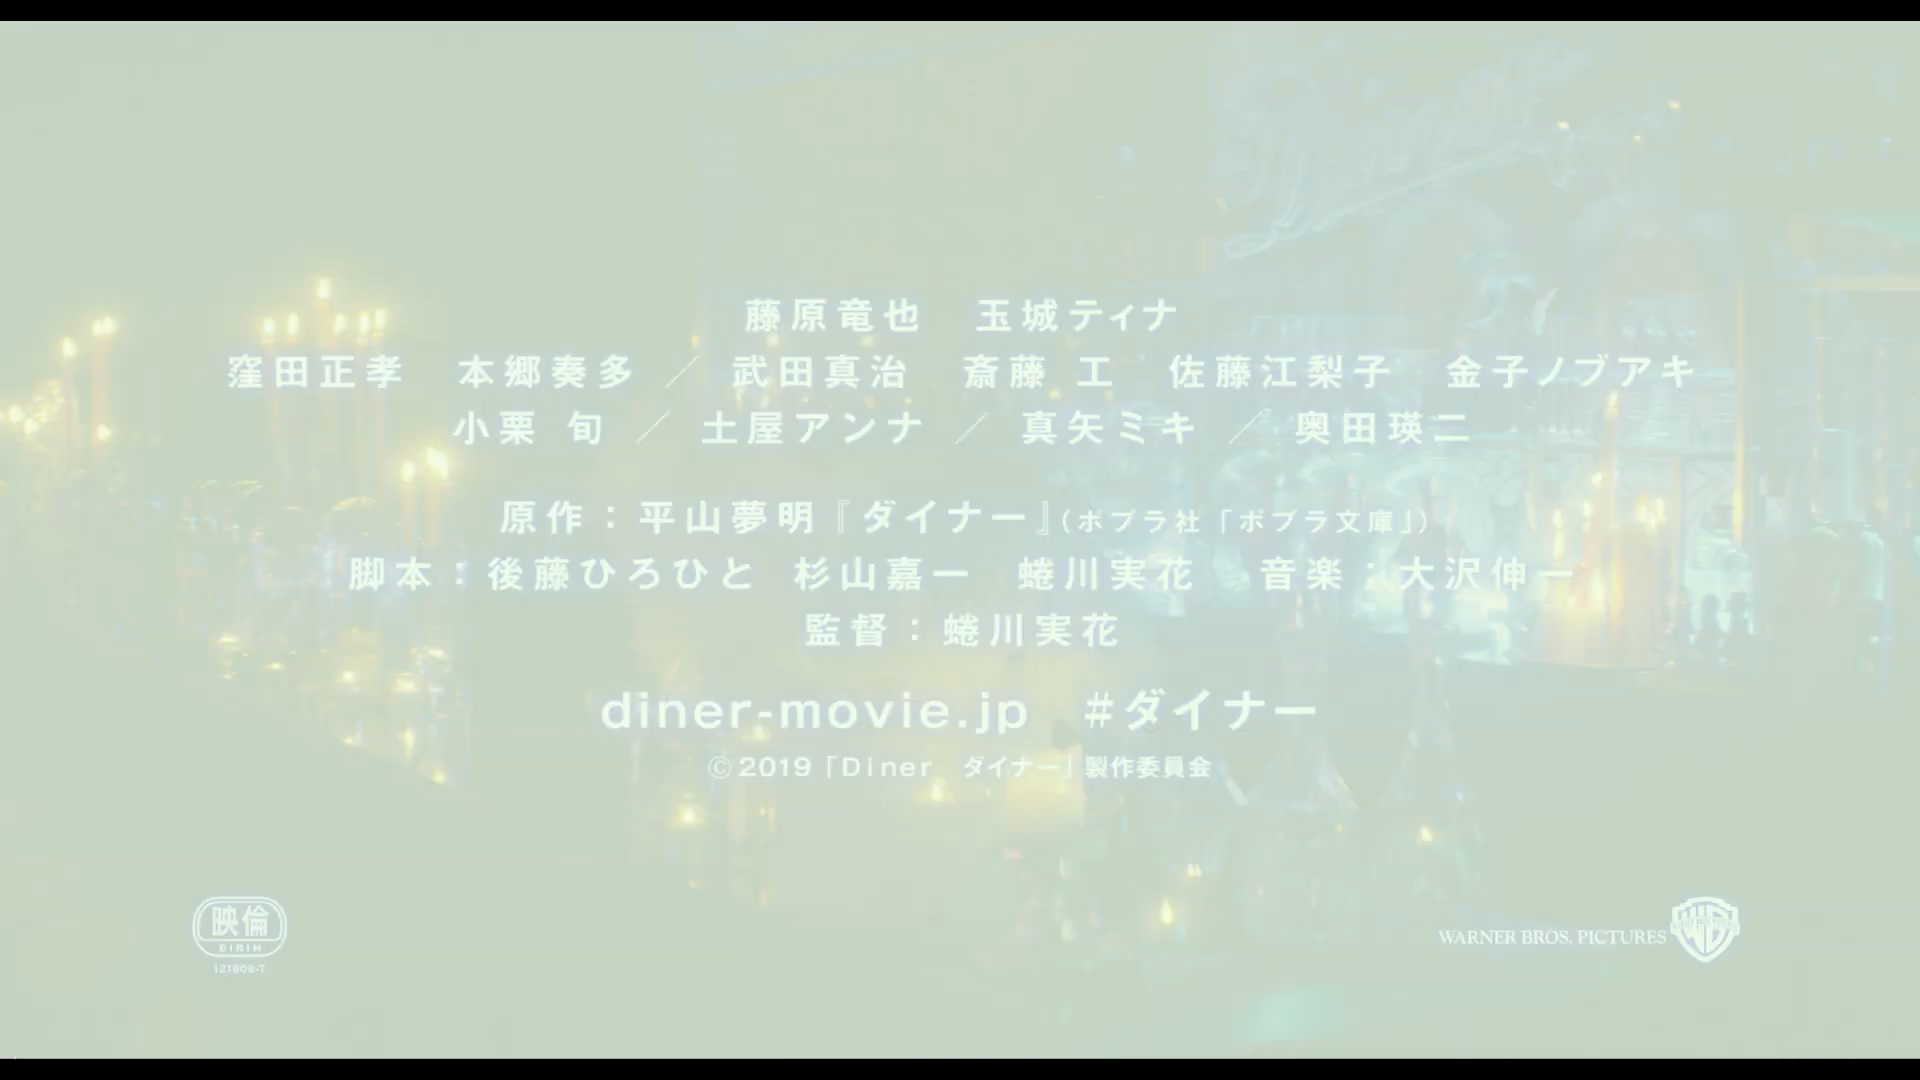 藤原竜也　玉城ティナ
窪田正孝　本郷奏多 ／ 武田真治　斎藤 工　佐藤江梨子　金子ノブアキ
小栗 旬 ／ 土屋アンナ ／ 真矢ミキ ／ 奥田瑛二
原作：平山夢明『ダイナー』（ポプラ社「ポプラ文庫」）
脚本：後藤ひろひと　杉山嘉一　蜷川実花　音楽：大沢伸一
監督：蜷川実花
diner-movie.jp　#ダイナー
©2019「Diner　ダイナー」製作委員会
映倫
EIRIN
WARNER BROS. PICTURES